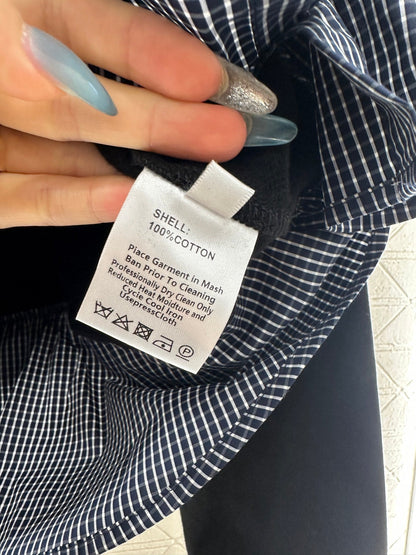 SHELL:
100%COTTON
Place Garment in Mash
Ban Prior To Cleaning
Professionally Dry Clean Only
Reduced Heat Moidture and
Cycle Cool Iron
UsepressCloth
P